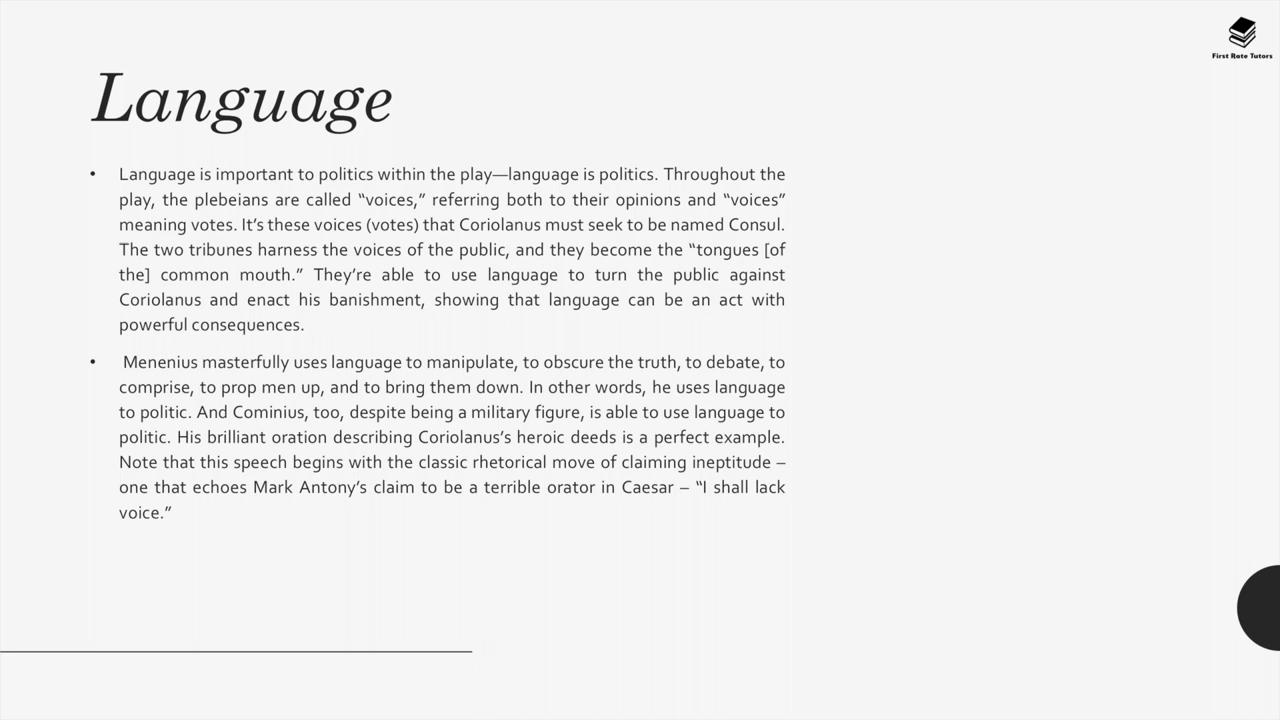 First Rate Tutors
Language
• Language is important to politics within the play—language is politics. Throughout the
play, the plebeians are called “voices,” referring both to their opinions and “voices”
meaning votes. It’s these voices (votes) that Coriolanus must seek to be named Consul.
The two tribunes harness the voices of the public, and they become the “tongues [of
the] common mouth.” They’re able to use language to turn the public against
Coriolanus and enact his banishment, showing that language can be an act with
powerful consequences.
• Menenius masterfully uses language to manipulate, to obscure the truth, to debate, to
comprise, to prop men up, and to bring them down. In other words, he uses language
to politic. And Cominius, too, despite being a military figure, is able to use language to
politic. His brilliant oration describing Coriolanus’s heroic deeds is a perfect example.
Note that this speech begins with the classic rhetorical move of claiming ineptitude –
one that echoes Mark Antony’s claim to be a terrible orator in Caesar – “I shall lack
voice.”